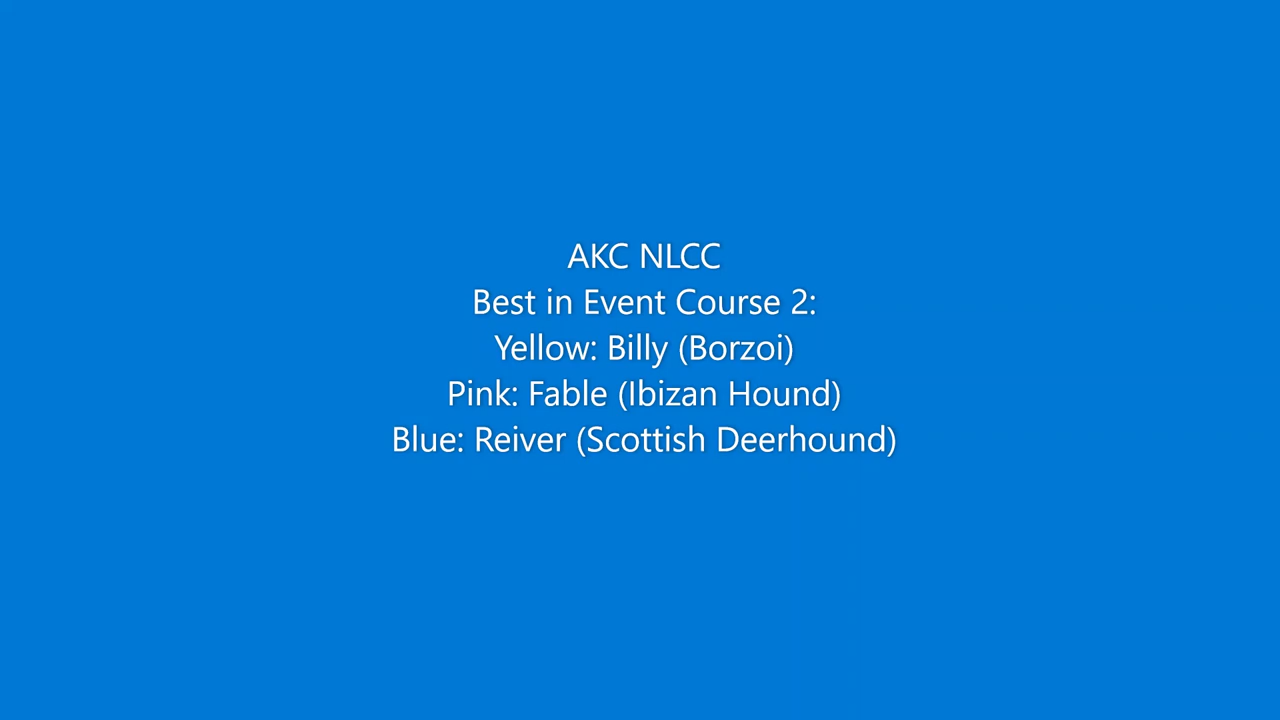 AKC NLCC
Best in Event Course 2:
Yellow: Billy (Borzoi)
Pink: Fable (Ibizan Hound)
Blue: Reiver (Scottish Deerhound)